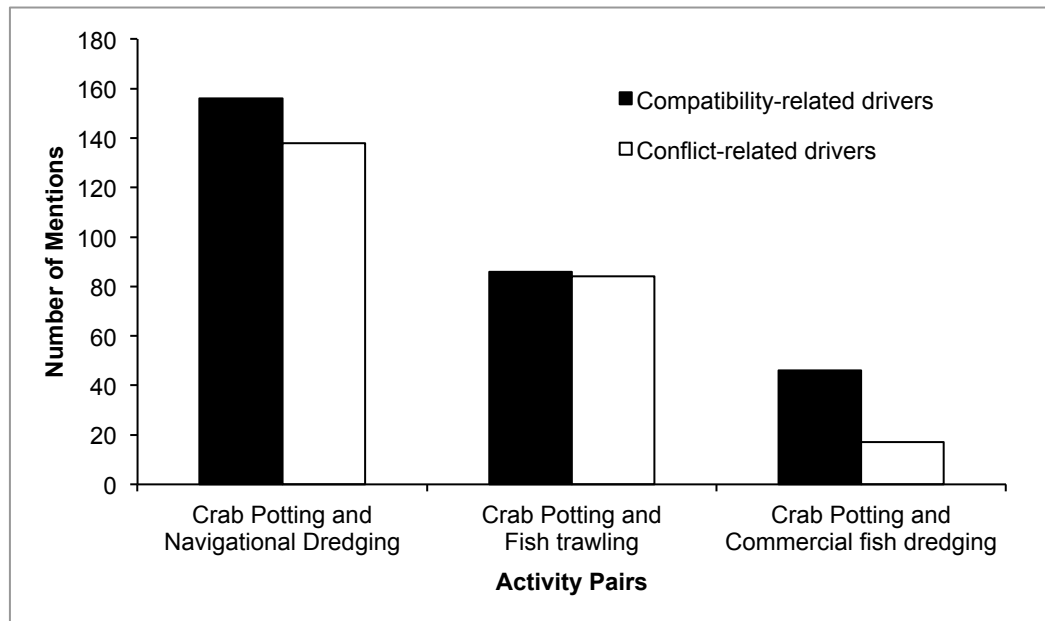 Number of Mentions
180
160
140
120
100
80
60
40
20
0
Compatibility-related drivers
Conflict-related drivers
Crab Potting and
Navigational Dredging
Crab Potting and
Fish trawling
Crab Potting and
Commercial fish dredging
Activity Pairs